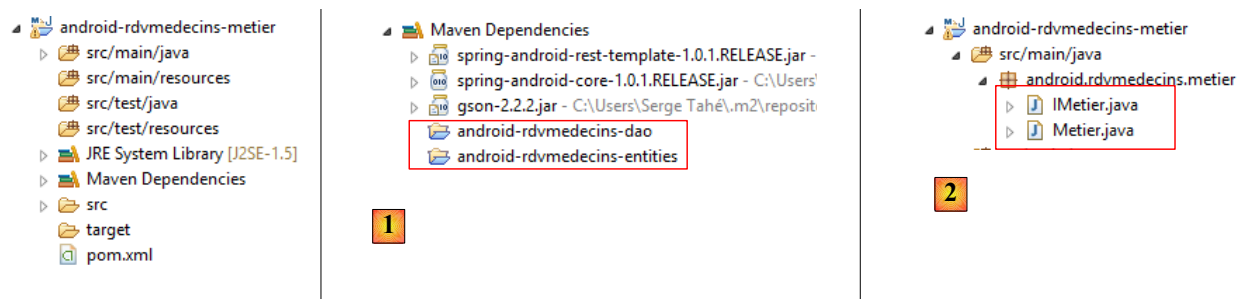 android-rdvmedecins-metier
src/main/java
src/main/resources
src/test/java
src/test/resources
JRE System Library [J2SE-1.5]
Maven Dependencies
src
target
pom.xml
Maven Dependencies
spring-android-rest-template-1.0.1.RELEASE.jar -
spring-android-core-1.0.1.RELEASE.jar - C:\Users\
gson-2.2.2.jar - C:\Users\Serge Tahé\.m2\reposit
android-rdvmedecins-dao
android-rdvmedecins-entities
1
android-rdvmedecins-metier
src/main/java
android.rdvmedecins.metier
IMetier.java
Metier.java
2